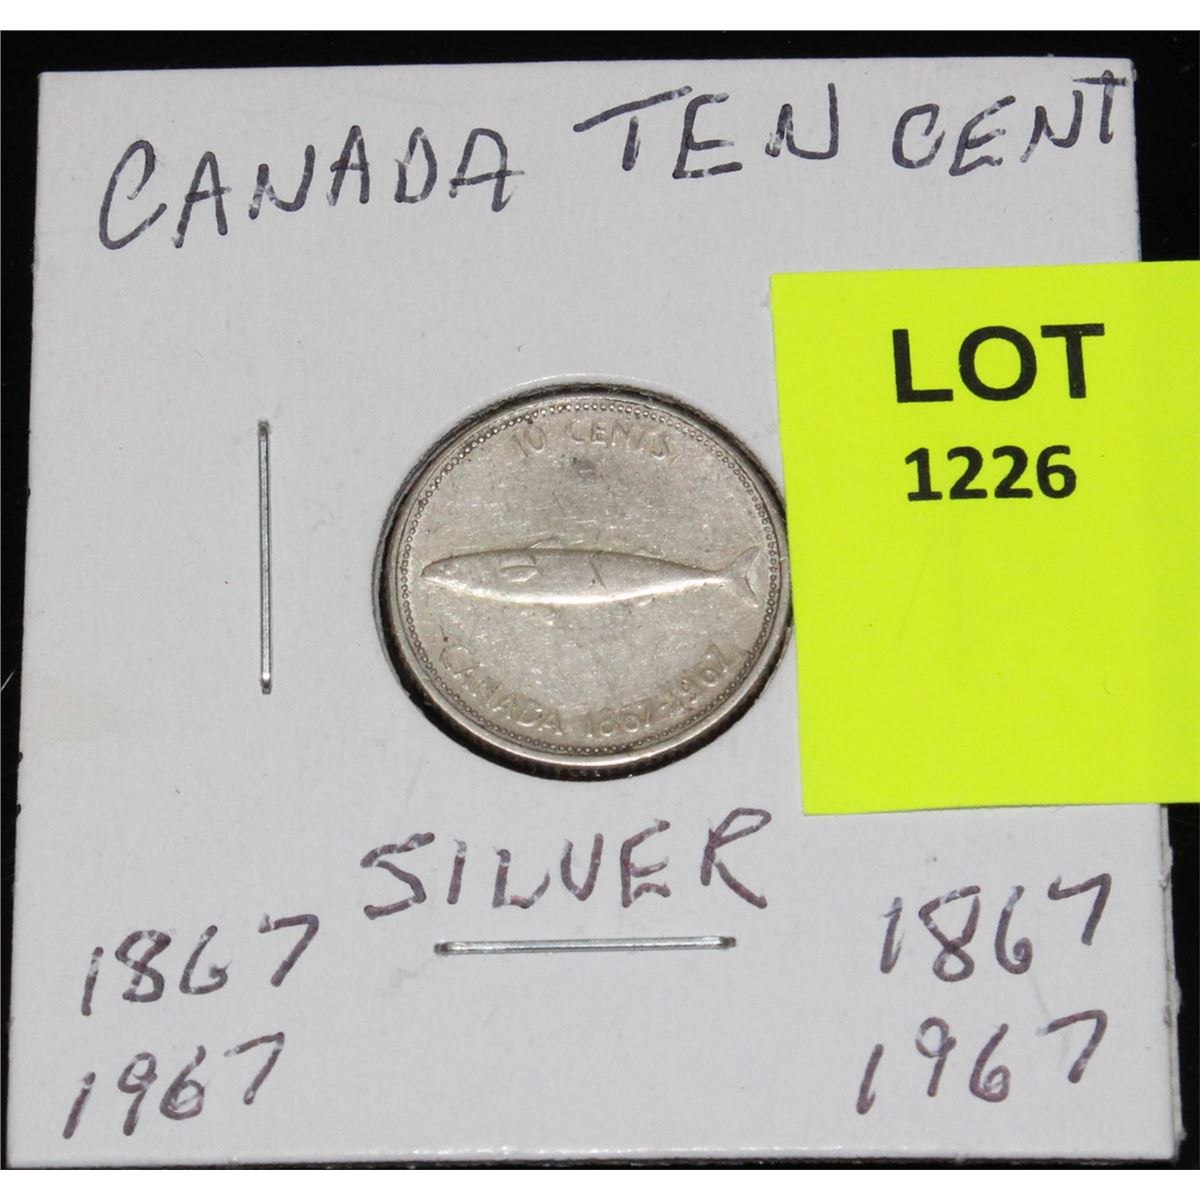 CANADA TEN CENT
LOT
1226
10 CENTS
CANADA 1867-1967
SILVER
1867 1867
1967 1967